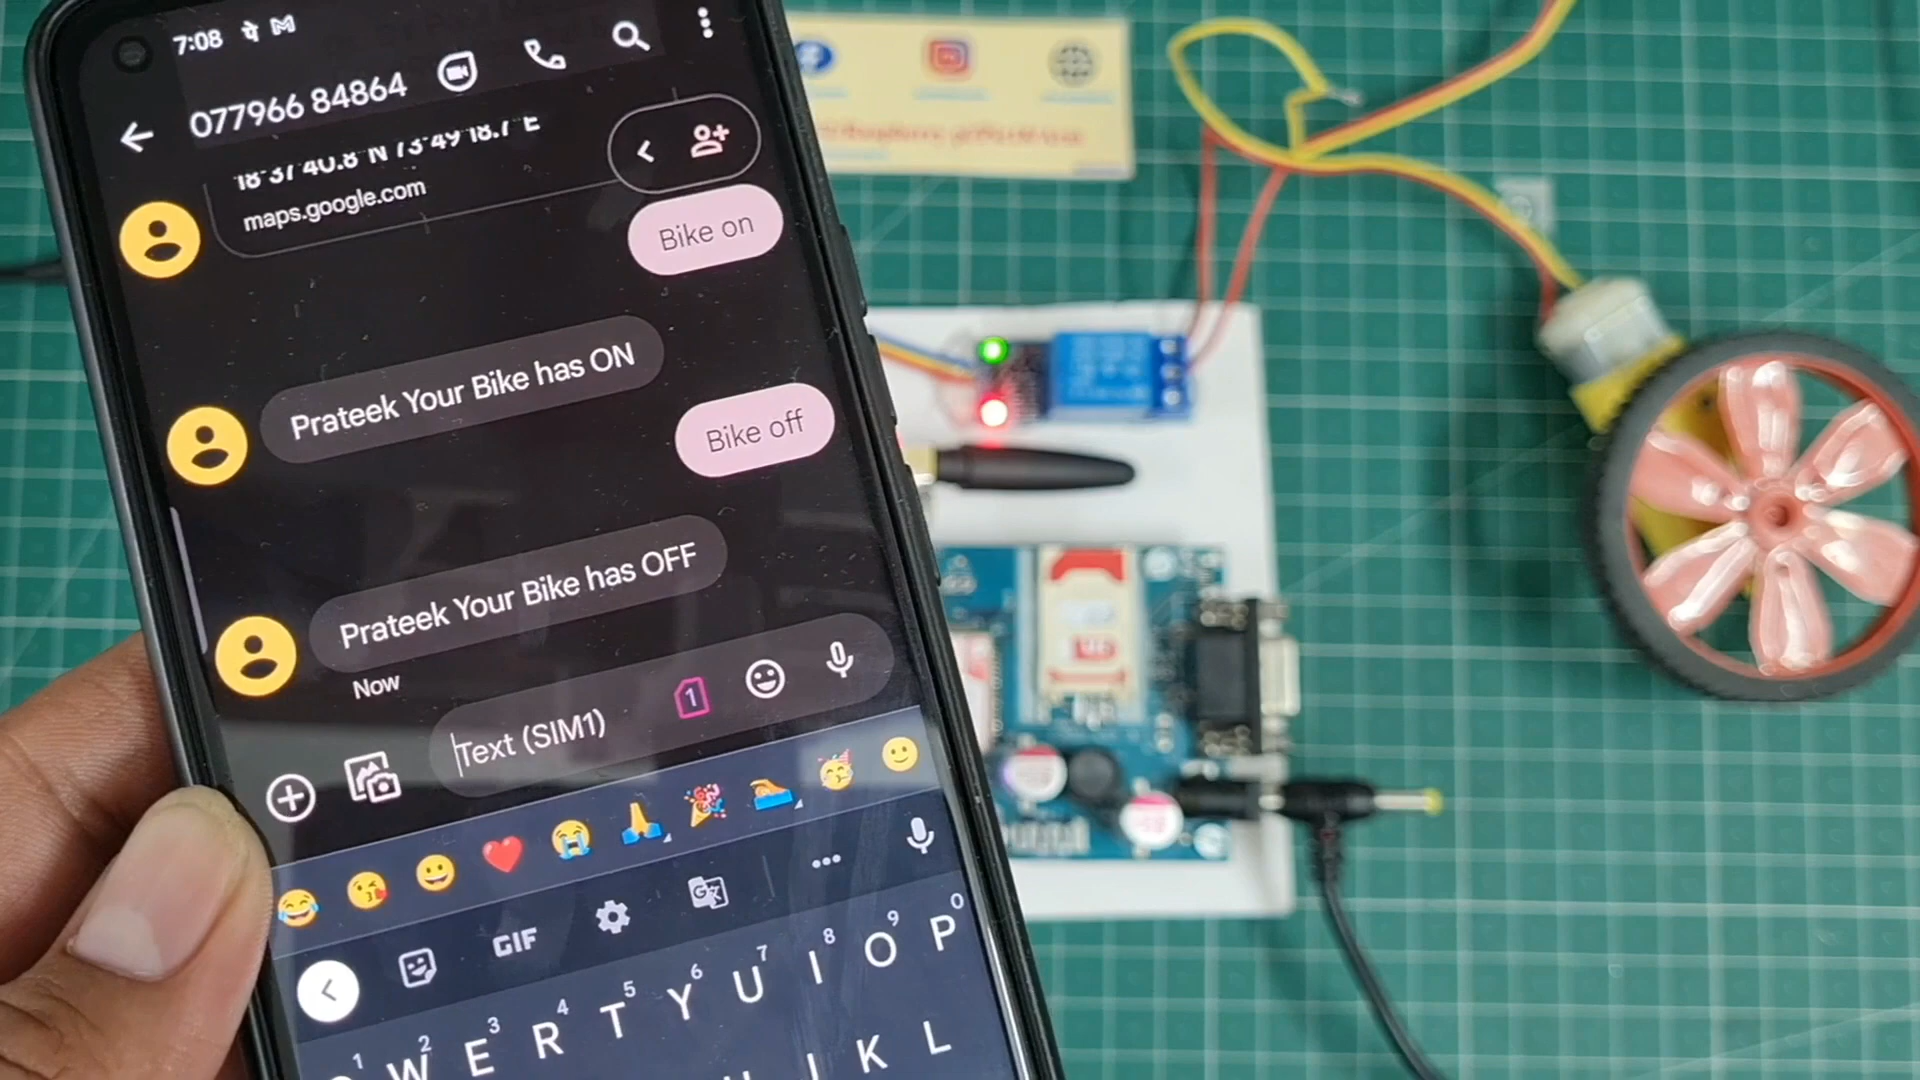 7:08
077966 84864
18°37'40.8"N 73°49'18.7"E
maps.google.com
Bike on
Prateek Your Bike has ON
Bike off
Prateek Your Bike has OFF
Now
Text (SIM1)
1
GIF
1 2 3 4 5 6 7 8 9 0
W E R T Y U I O P
K L